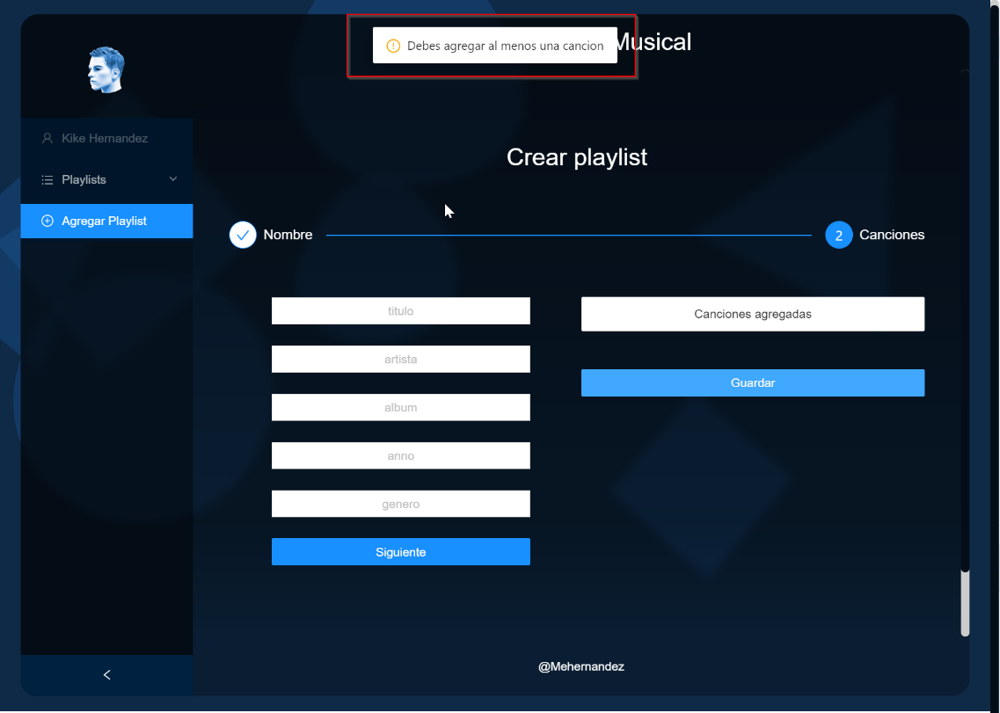 Debes agregar al menos una cancion
Musical
Kike Hernandez
Playlists
Agregar Playlist
Crear playlist
Nombre
2 Canciones
titulo
artista
album
anno
genero
Siguiente
Canciones agregadas
Guardar
@Mehernandez